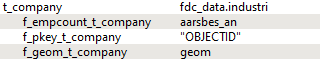 t_company fdc_data.industri
f_empcount_t_company aarsbes_an
f_pkey_t_company "OBJECTID"
f_geom_t_company geom